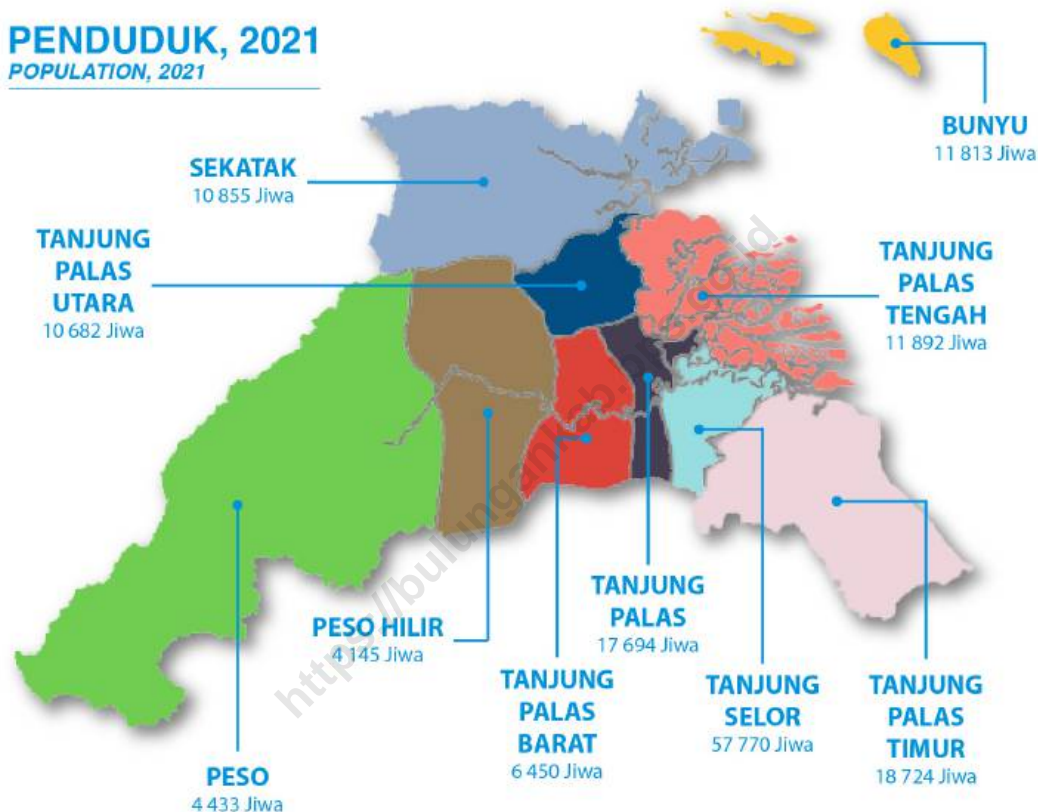 PENDUDUK, 2021
POPULATION, 2021
BUNYU
11 813 Jiwa
SEKATAK
10 855 Jiwa
TANJUNG
PALAS
UTARA
10 682 Jiwa
TANJUNG
PALAS
TENGAH
11 892 Jiwa
PESO HILIR
4 145 Jiwa
TANJUNG
PALAS
17 694 Jiwa
TANJUNG
PALAS
BARAT
6 450 Jiwa
TANJUNG
SELOR
57 770 Jiwa
TANJUNG
PALAS
TIMUR
18 724 Jiwa
PESO
4 433 Jiwa